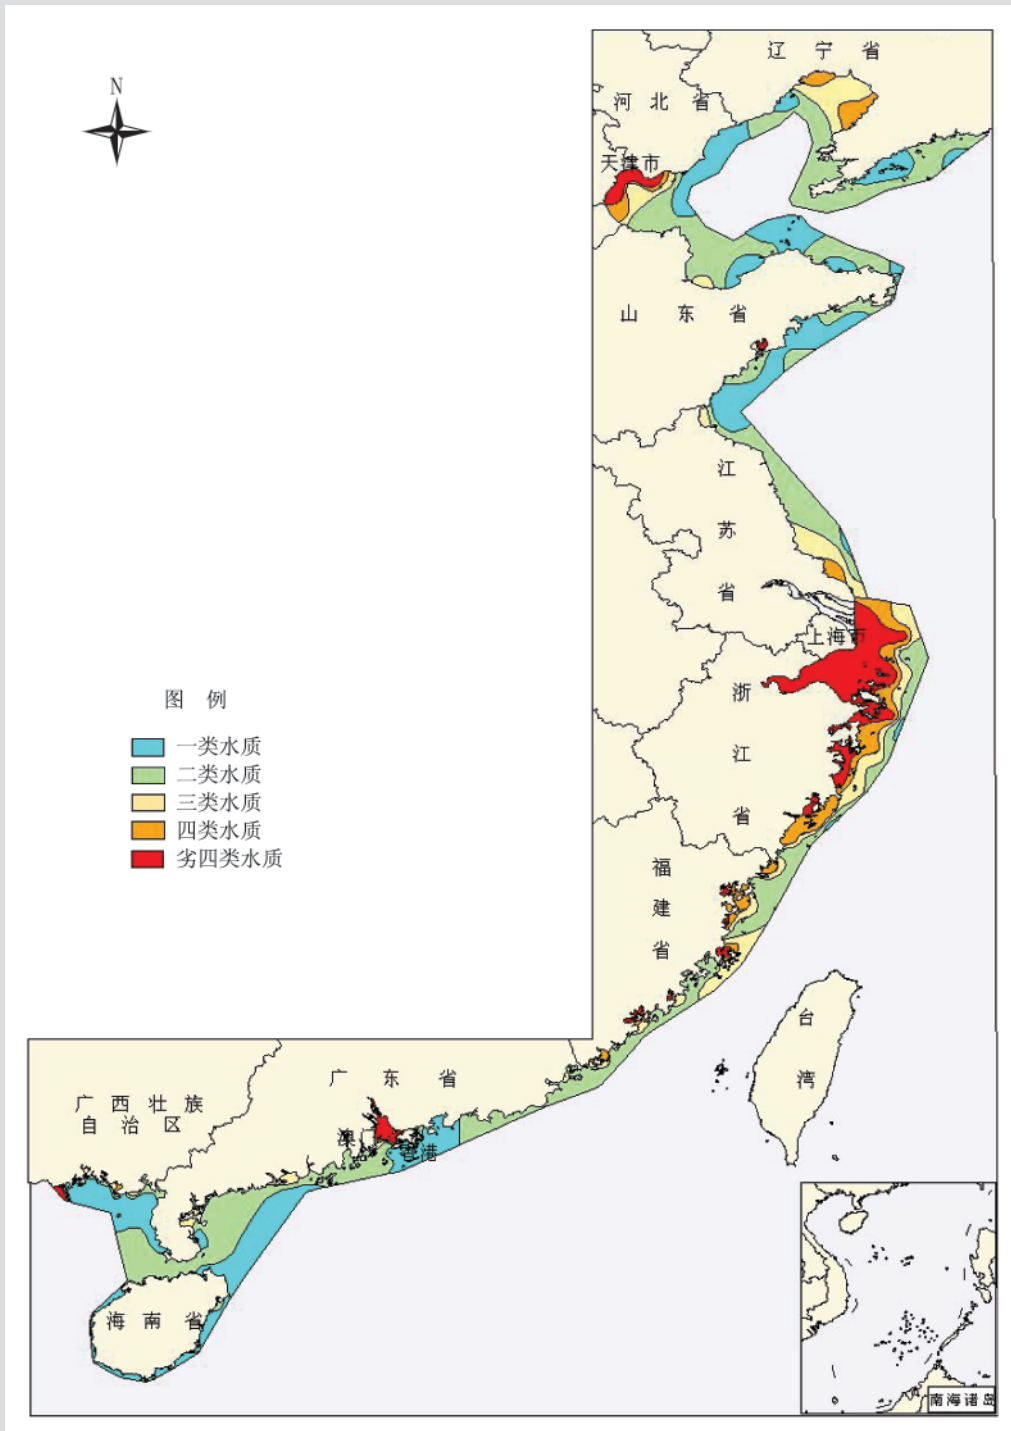 N
辽宁省
河北省
天津市
山东省
江苏省
上海市
浙江省
图例
一类水质
二类水质
三类水质
四类水质
劣四类水质
福建省
台湾
广东省
广西壮族
自治区
澳门
香港
海南省
南海诸岛